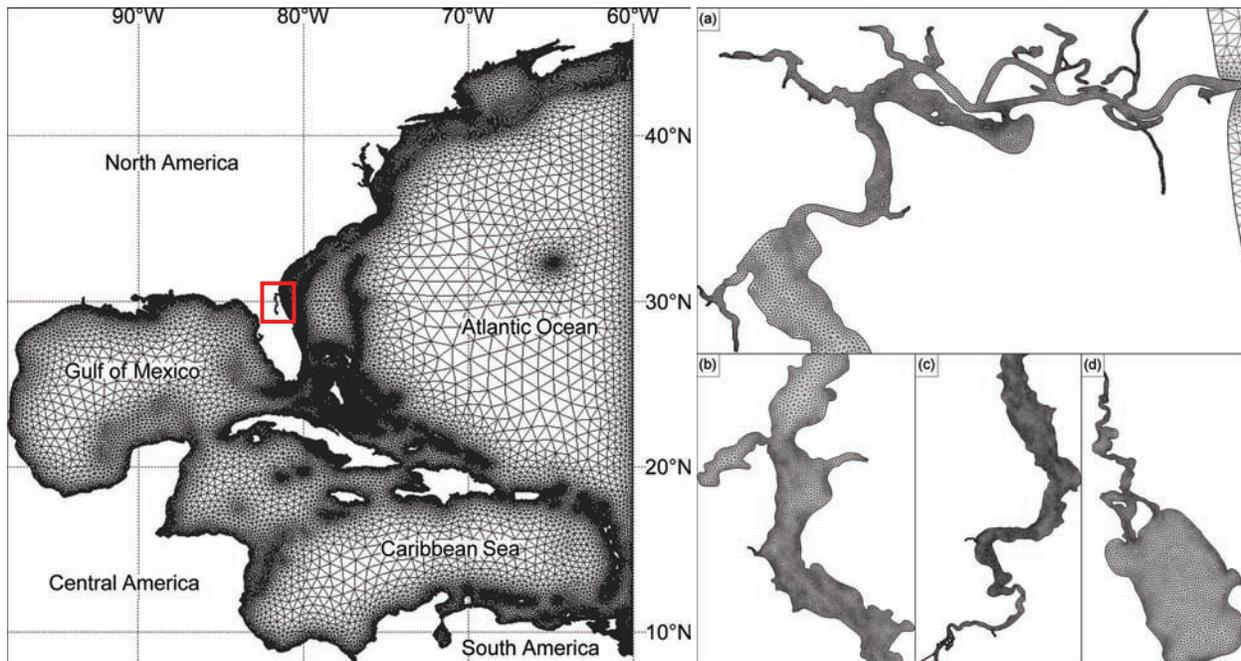 90°W 80°W 70°W 60°W
40°N
North America
30°N
Atlantic Ocean
Gulf of Mexico
20°N
Caribbean Sea
Central America
10°N
South America
(a)
(b) (c) (d)